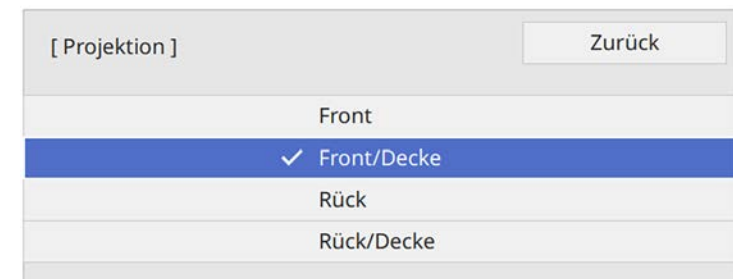 [ Projektion ]
Zurück
Front
Front/Decke
Rück
Rück/Decke